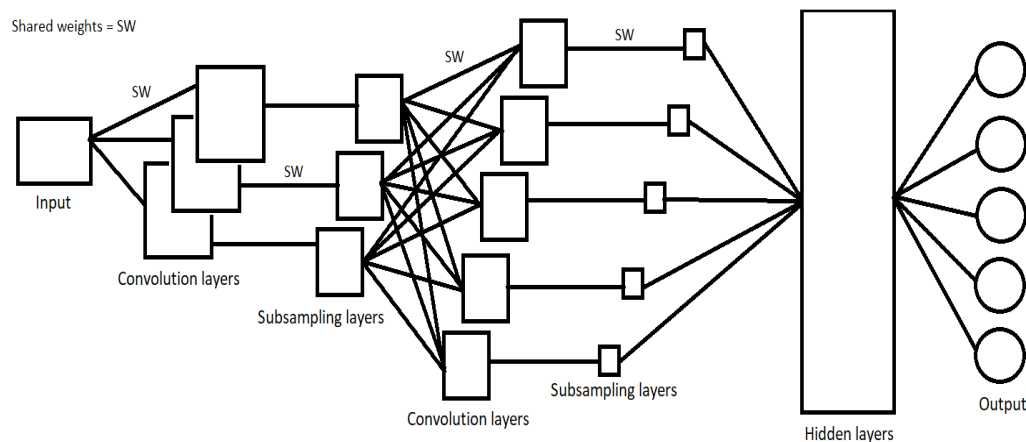 Shared weights = SW
SW
SW
SW
SW
Input
Convolution layers
Subsampling layers
Convolution layers
Subsampling layers
Hidden layers
Output